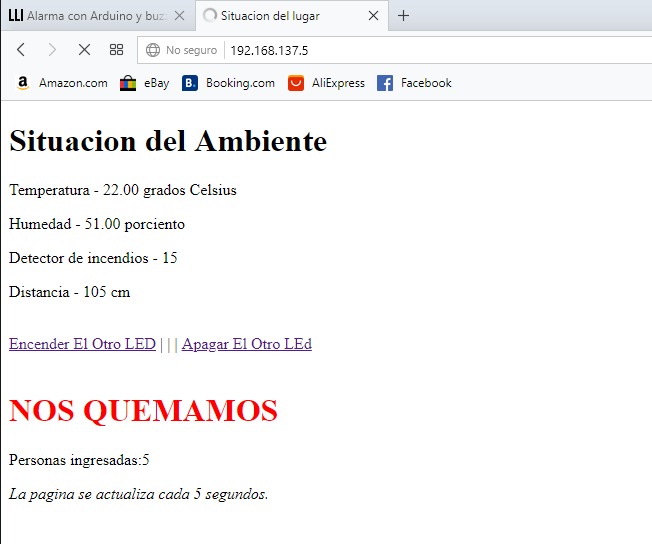 Alarma con Arduino y buz
Situacion del lugar
No seguro
192.168.137.5
Amazon.com
eBay
Booking.com
AliExpress
Facebook
Situacion del Ambiente
Temperatura - 22.00 grados Celsius
Humedad - 51.00 porciento
Detector de incendios - 15
Distancia - 105 cm
Encender El Otro LED | | | Apagar El Otro LEd
NOS QUEMAMOS
Personas ingresadas:5
La pagina se actualiza cada 5 segundos.